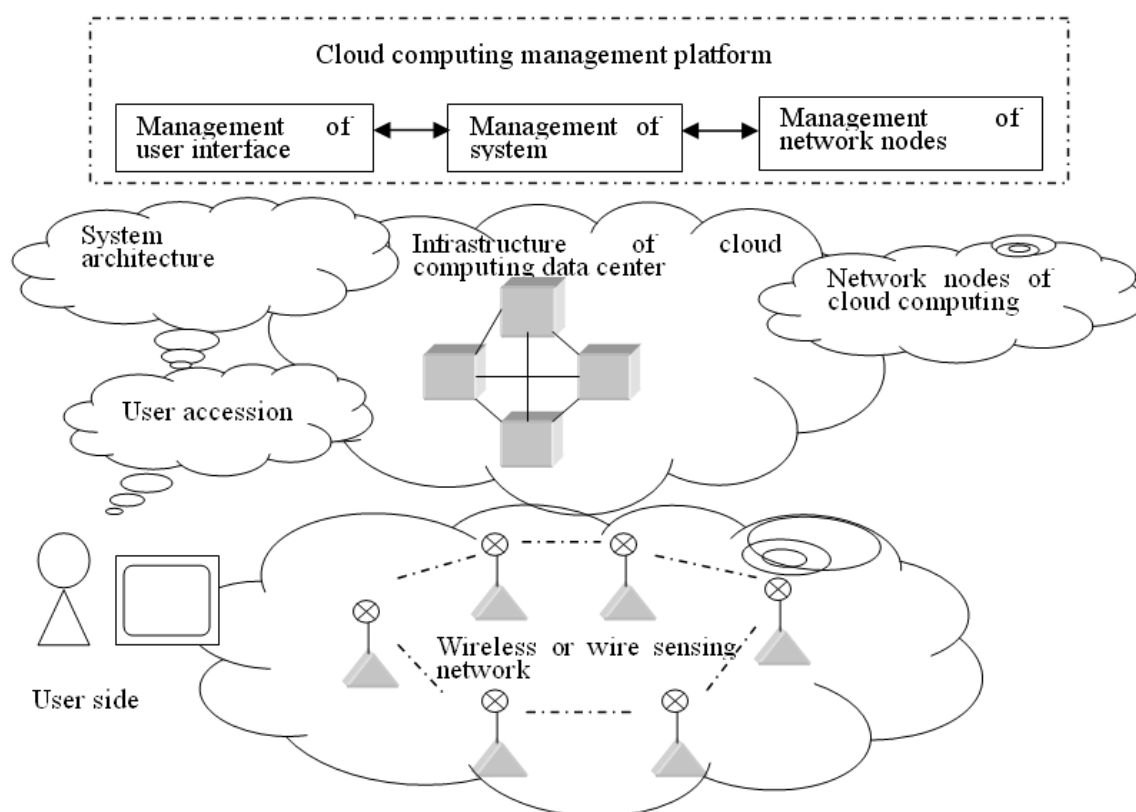 Cloud computing management platform
Management of
user interface
Management of
system
Management of
network nodes
System
architecture
Infrastructure of cloud
computing data center
Network nodes of
cloud computing
User accession
Wireless or wire sensing
network
User side